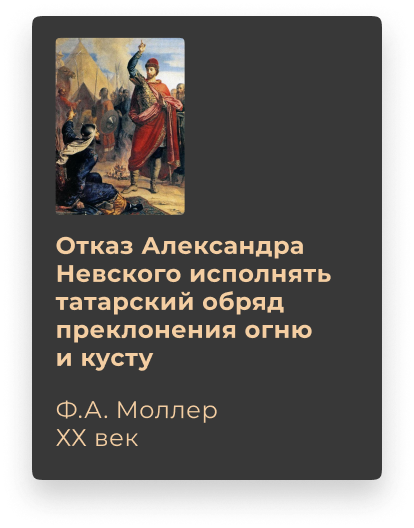 Отказ Александра
Невского исполнять
татарский обряд
преклонения огню
и кусту
Ф.А. Моллер
XX век